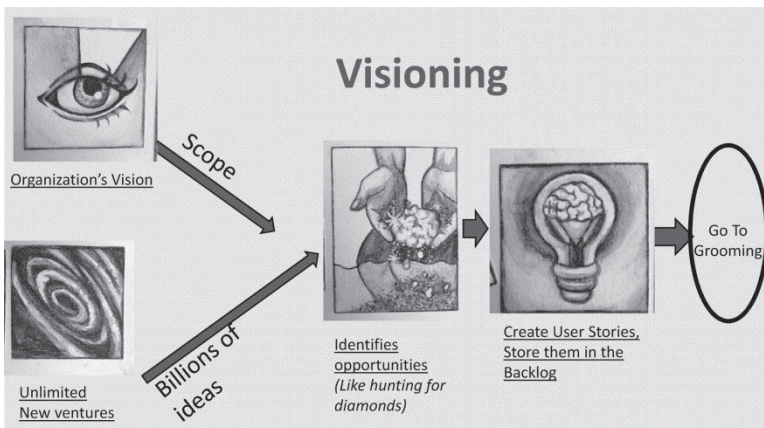 Visioning
Scope
Organization's Vision
Billions of
ideas
Unlimited
New ventures
Identifies
opportunities
(Like hunting for
diamonds)
Create User Stories,
Store them in the
Backlog
Go To
Grooming